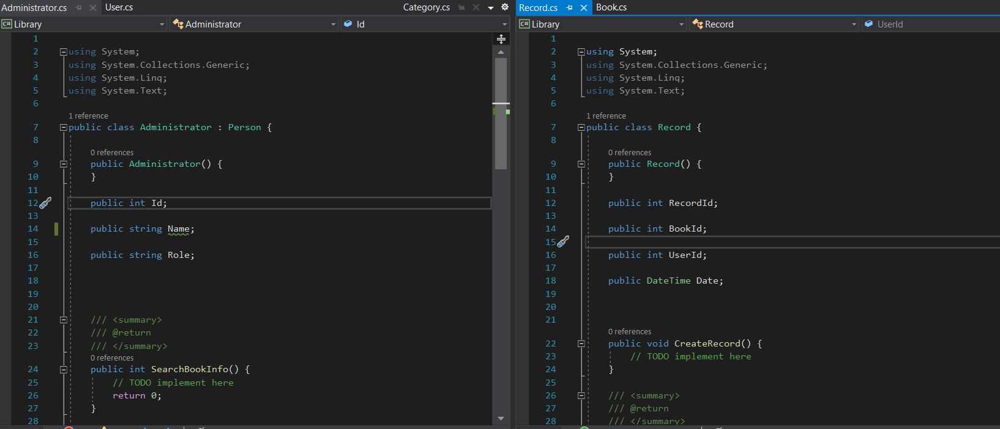 Administrator.cs User.cs Category.cs
Library Administrator Id
1
2 using System;
3 using System.Collections.Generic;
4 using System.Linq;
5 using System.Text;
6
1 reference
7 public class Administrator : Person {
8
0 references
9 public Administrator() {
10 }
11
12 public int Id;
13
14 public string Name;
15
16 public string Role;
17
18
19
20
21 /// <summary>
22 /// @return
23 /// </summary>
0 references
24 public int SearchBookInfo() {
25 // TODO implement here
26 return 0;
27 }
28
Record.cs Book.cs
C# Library Record UserId
1
2 using System;
3 using System.Collections.Generic;
4 using System.Linq;
5 using System.Text;
6
1 reference
7 public class Record {
8
0 references
9 public Record() {
10 }
11
12 public int RecordId;
13
14 public int BookId;
15
16 public int UserId;
17
18 public DateTime Date;
19
20
21
0 references
22 public void CreateRecord() {
23 // TODO implement here
24 }
25
26 /// <summary>
27 /// @return
28 /// </summary>